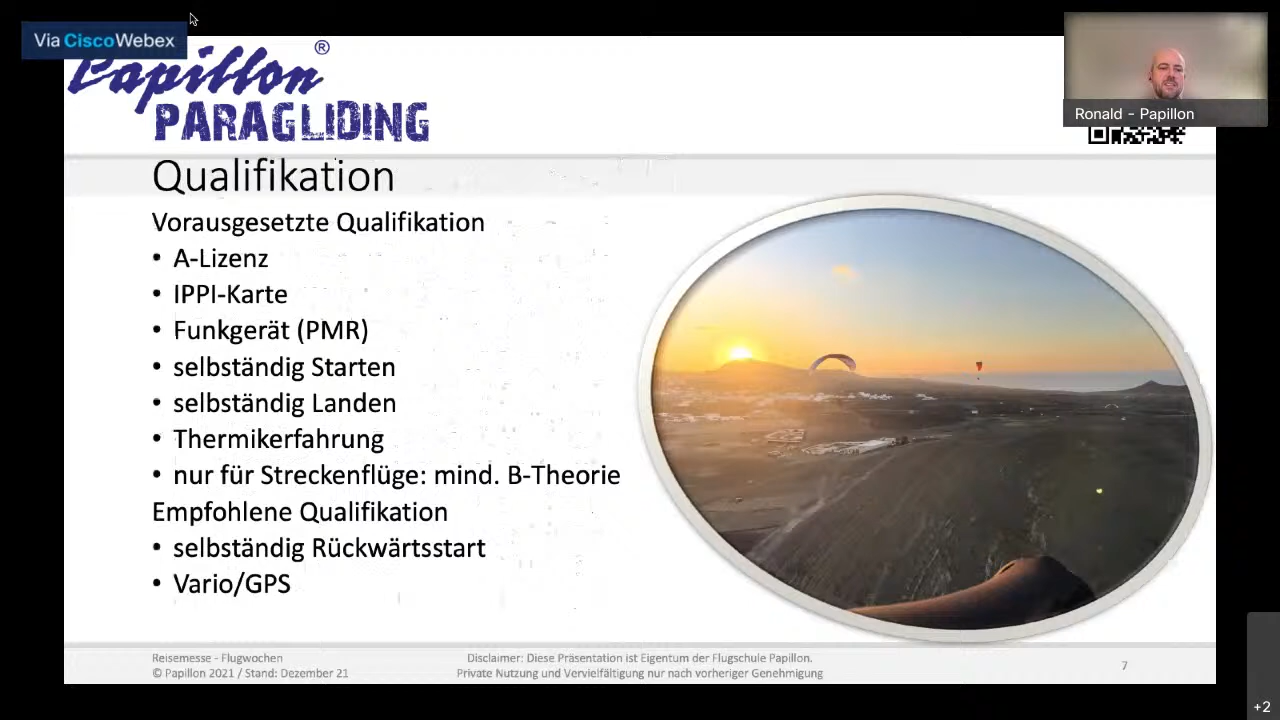 Via Cisco Webex
Papillon®
PARAGLIDING
Ronald - Papillon
Qualifikation
Vorausgesetzte Qualifikation
• A-Lizenz
• IPPI-Karte
• Funkgerät (PMR)
• selbständig Starten
• selbständig Landen
• Thermikerfahrung
• nur für Streckenflüge: mind. B-Theorie
Empfohlene Qualifikation
• selbständig Rückwärtsstart
• Vario/GPS
Reisemesse - Flugwochen
© Papillon 2021 / Stand: Dezember 21
Disclaimer: Diese Präsentation ist Eigentum der Flugschule Papillon.
Private Nutzung und Vervielfältigung nur nach vorheriger Genehmigung
7
+2